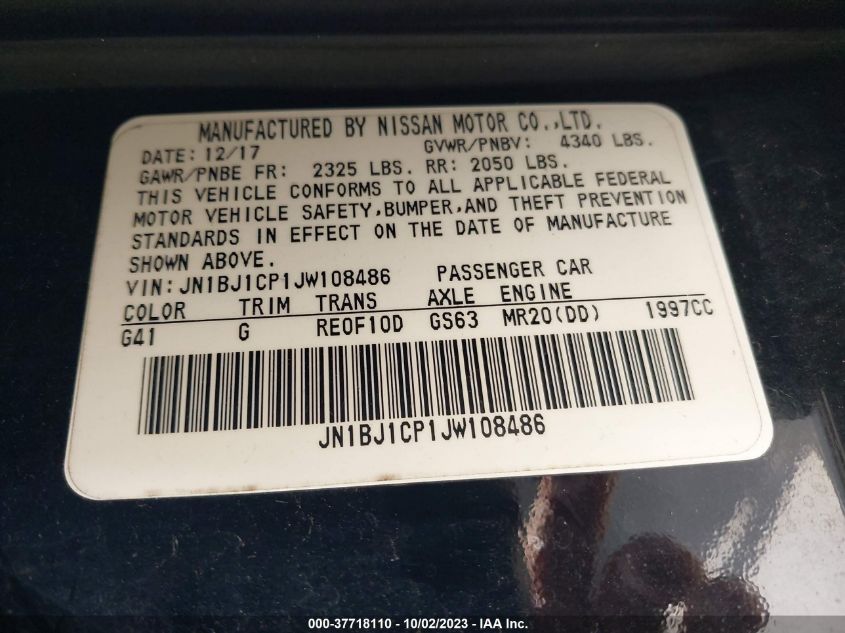 MANUFACTURED BY NISSAN MOTOR CO.,LTD.
DATE: 12/17 GVWR/PNBV: 4340 LBS.
GAWR/PNBE FR: 2325 LBS. RR: 2050 LBS.
THIS VEHICLE CONFORMS TO ALL APPLICABLE FEDERAL
MOTOR VEHICLE SAFETY,BUMPER,AND THEFT PREVENTION
STANDARDS IN EFFECT ON THE DATE OF MANUFACTURE
SHOWN ABOVE.
VIN:JN1BJ1CP1JW108486 PASSENGER CAR
COLOR TRIM TRANS AXLE ENGINE
G41 G RE0F10D GS63 MR20(DD) 1997CC
JN1BJ1CP1JW108486
000-37718110 - 10/02/2023 - IAA Inc.